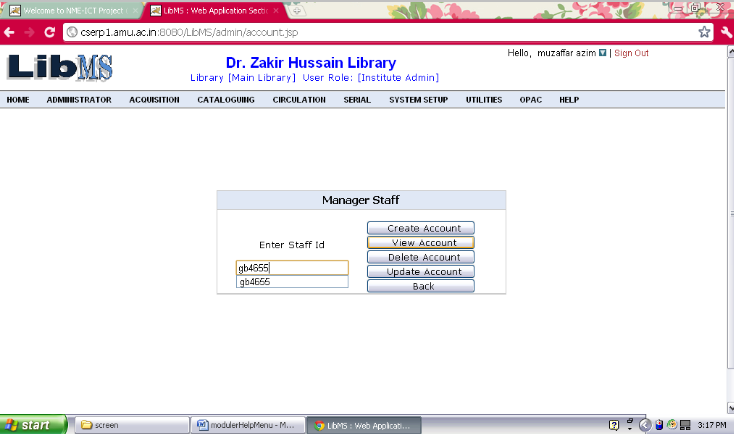 Welcome to NME-ICT Project
LibMS : Web Application Secti
cserp1.amu.ac.in:8080/LibMS/admin/account.jsp
Hello, muzaffar azim | Sign Out
LibMS
Dr. Zakir Hussain Library
Library [Main Library] User Role: [Institute Admin]
HOME ADMINISTRATOR ACQUISITION CATALOGUING CIRCULATION SERIAL SYSTEM SETUP UTILITIES OPAC HELP
Manager Staff
Create Account
Enter Staff Id
View Account
Delete Account
gb4655
Update Account
gb4655
Back
start
screen
modulerHelpMenu - M...
LibMS : Web Applicati...
3:17 PM